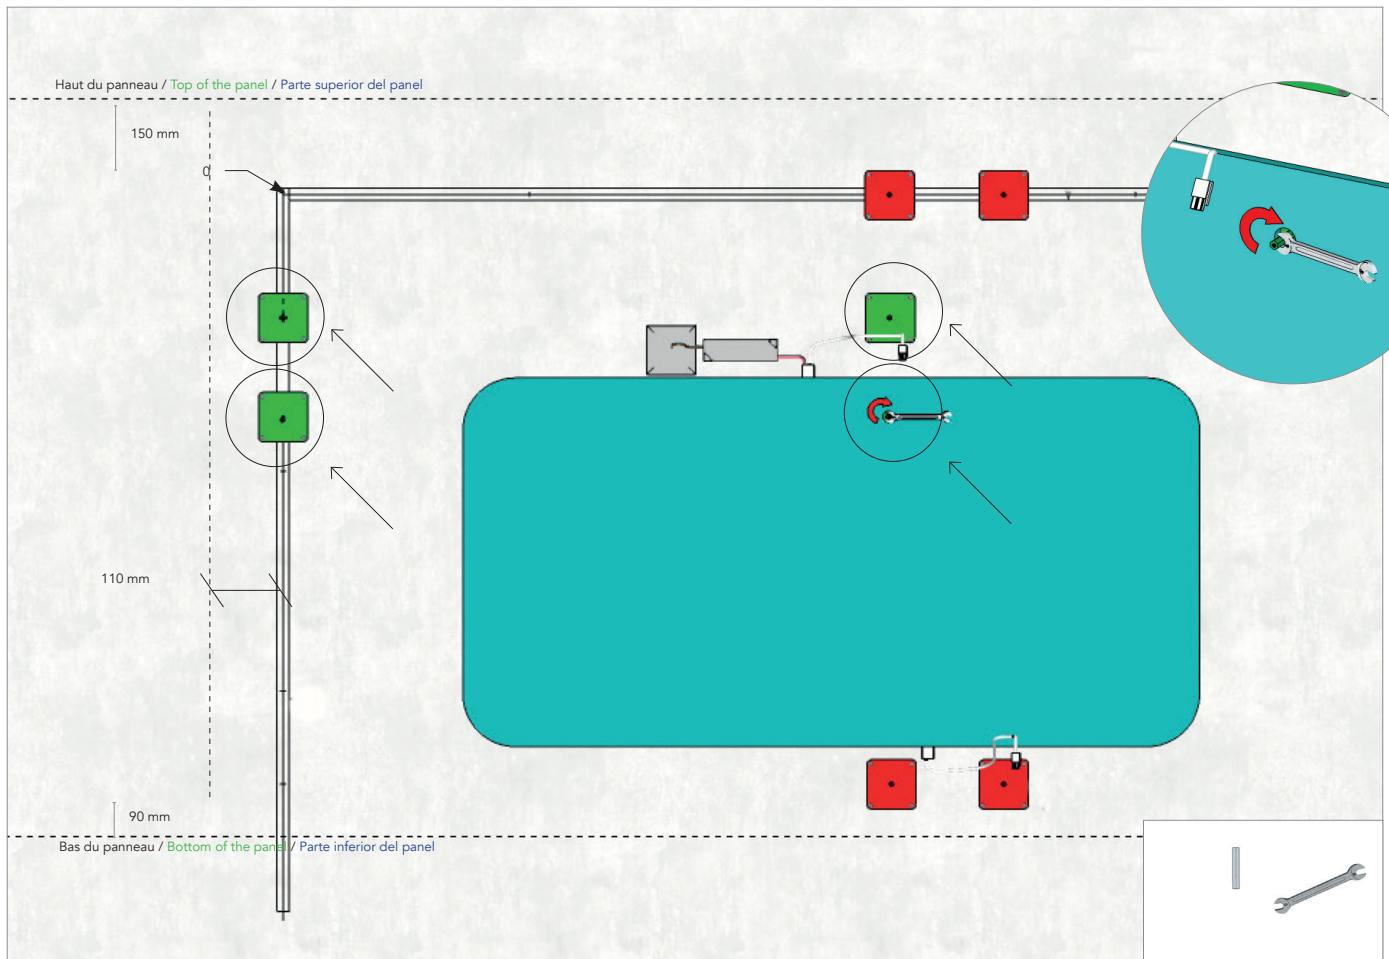 Haut du panneau / Top of the panel / Parte superior del panel
150 mm
0
110 mm
90 mm
Bas du panneau / Bottom of the panel / Parte inferior del panel